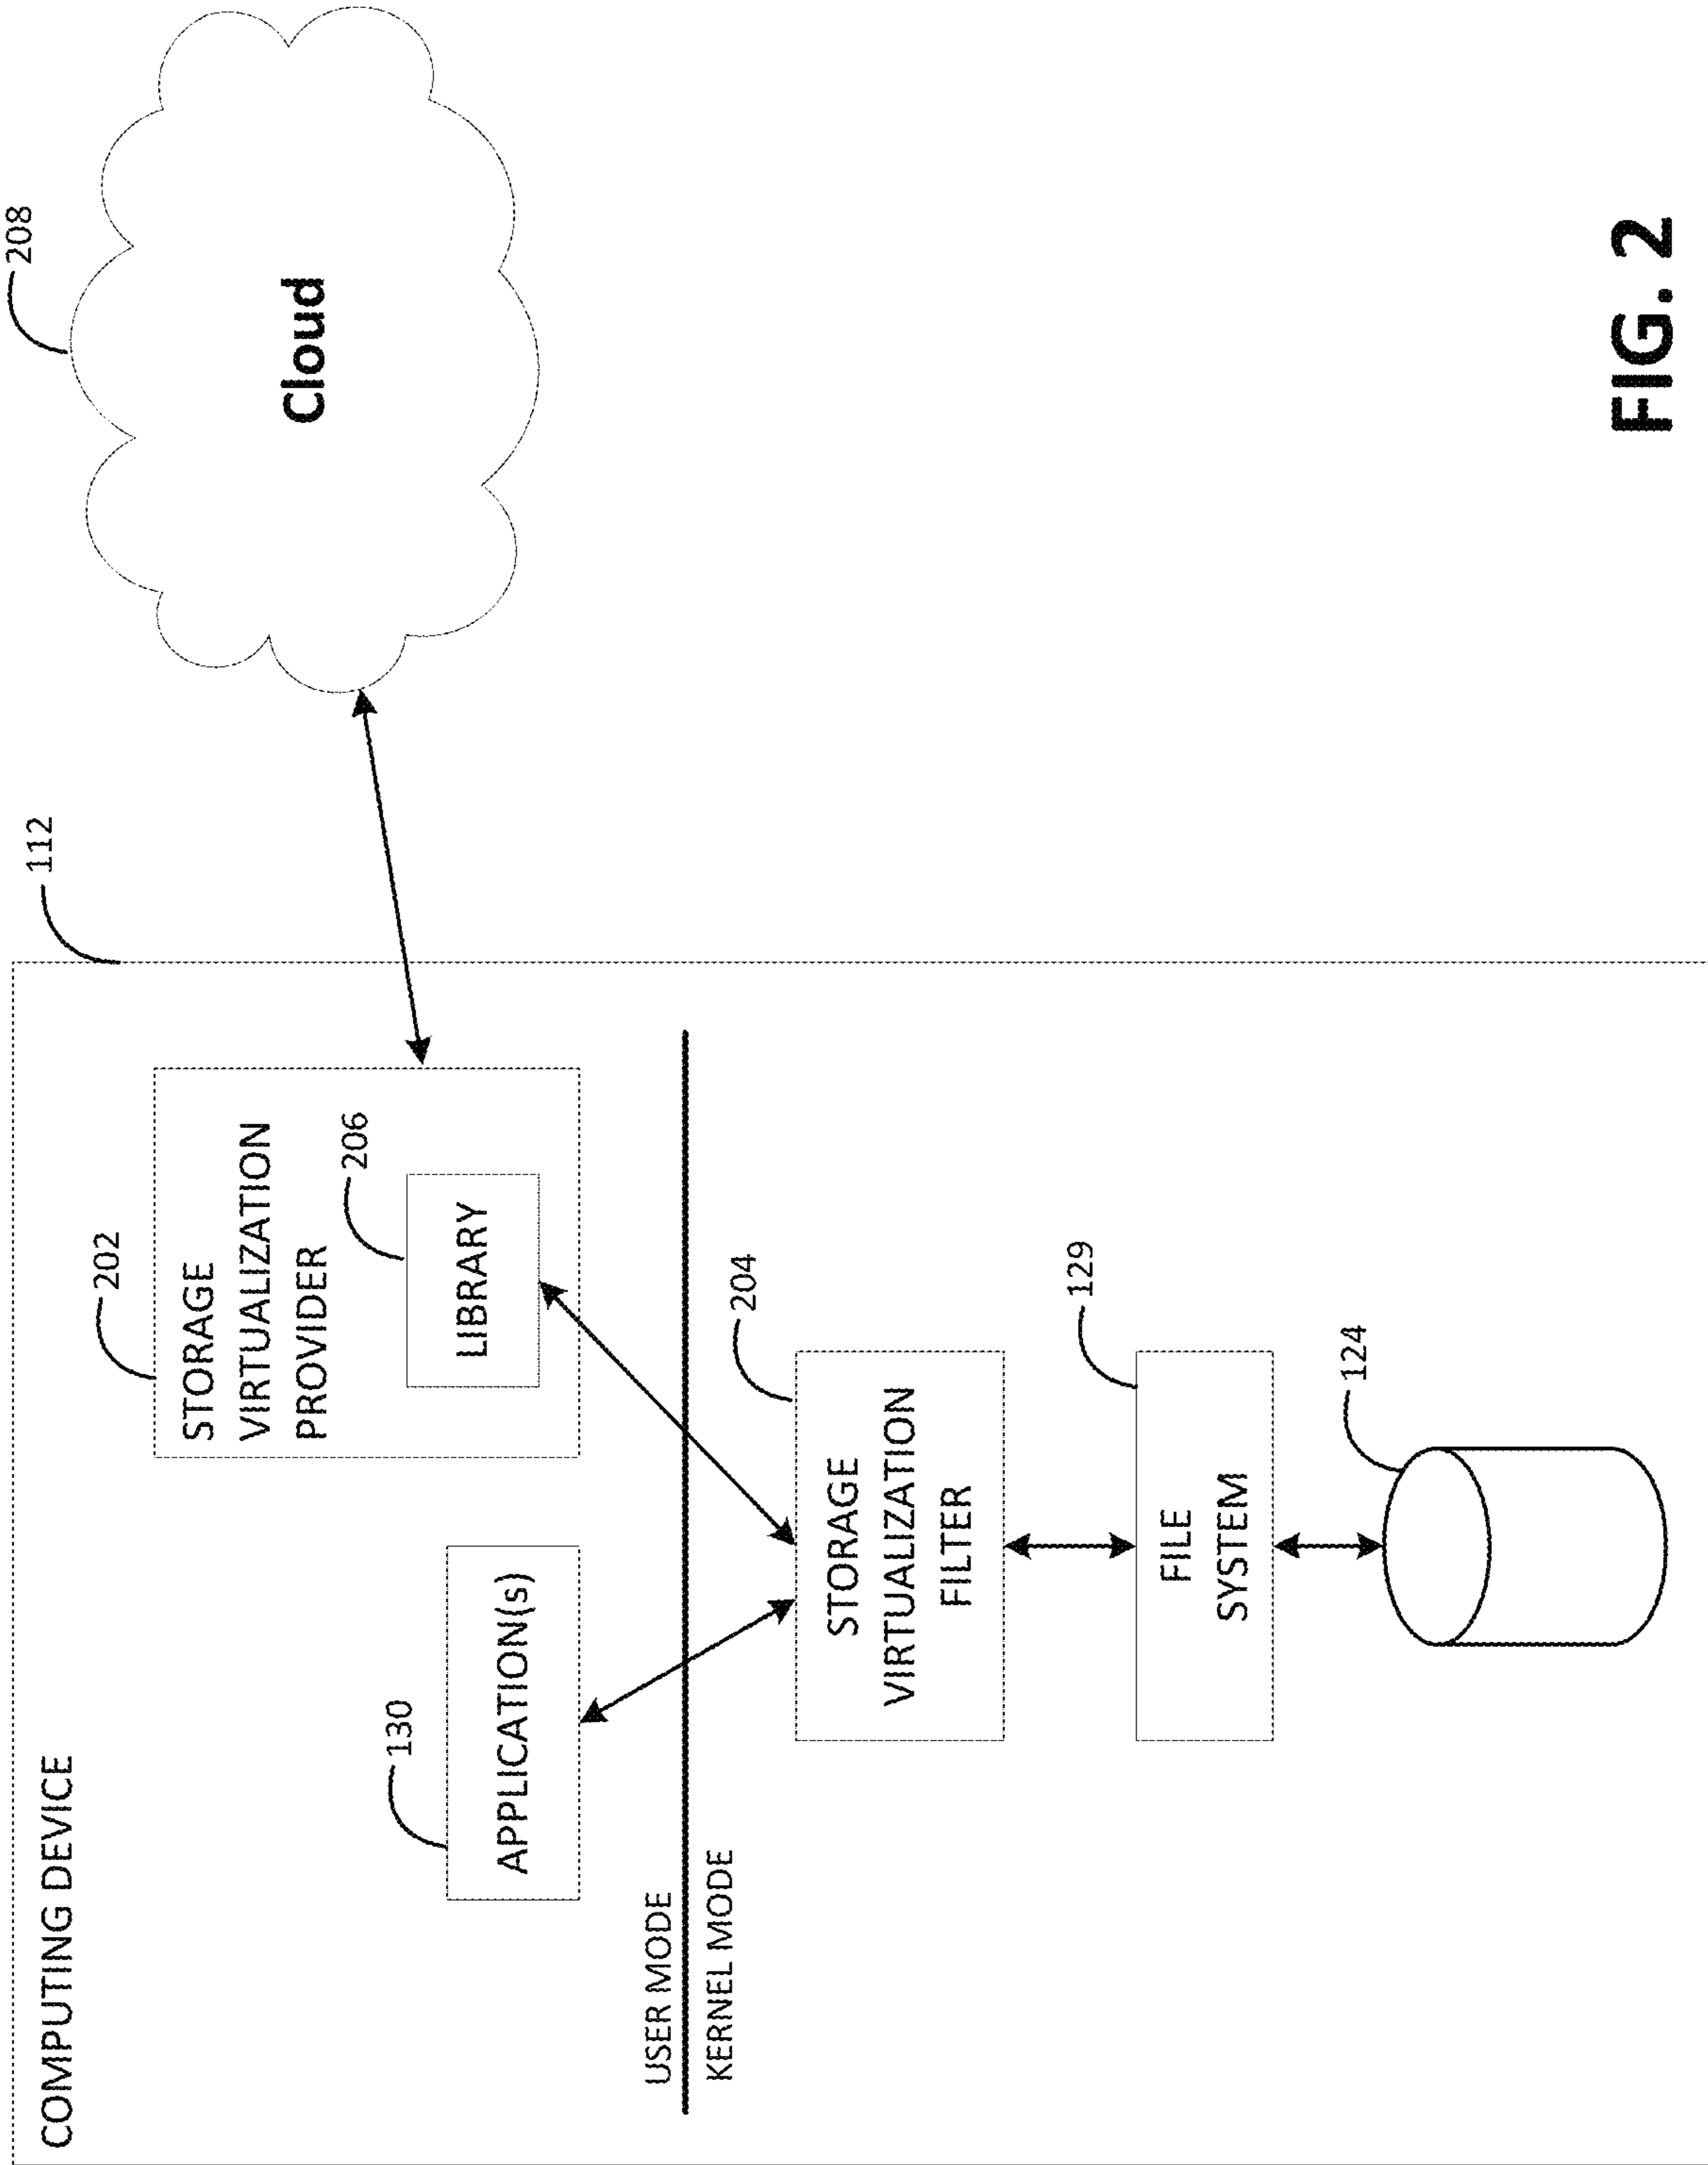 COMPUTING DEVICE
112
208
202
STORAGE
VIRTUALIZATION
PROVIDER
206
LIBRARY
130
APPLICATION(s)
Cloud
USER MODE
KERNEL MODE
204
STORAGE
VIRTUALIZATION
FILTER
129
FILE
SYSTEM
124
FIG. 2